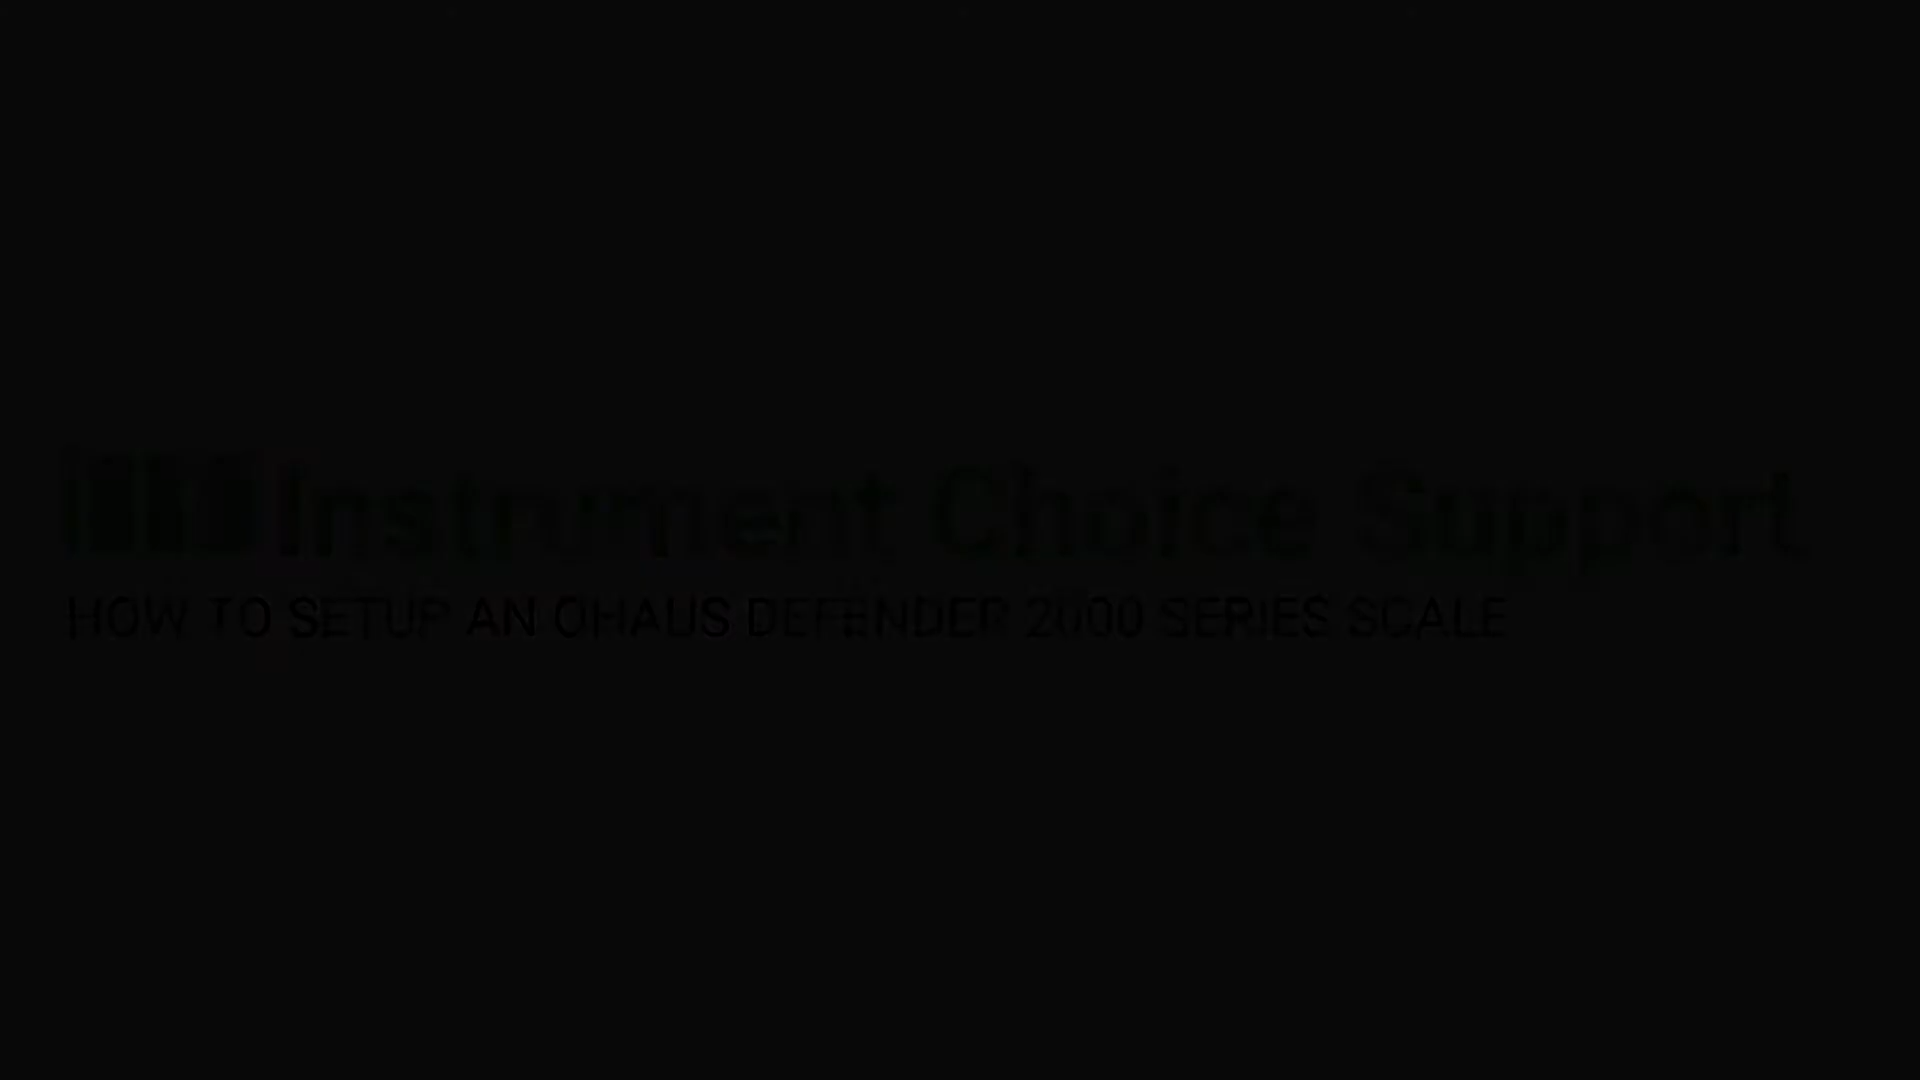 Instrument Choice Support
HOW TO SETUP AN OHAUS DEFENDER 2000 SERIES SCALE